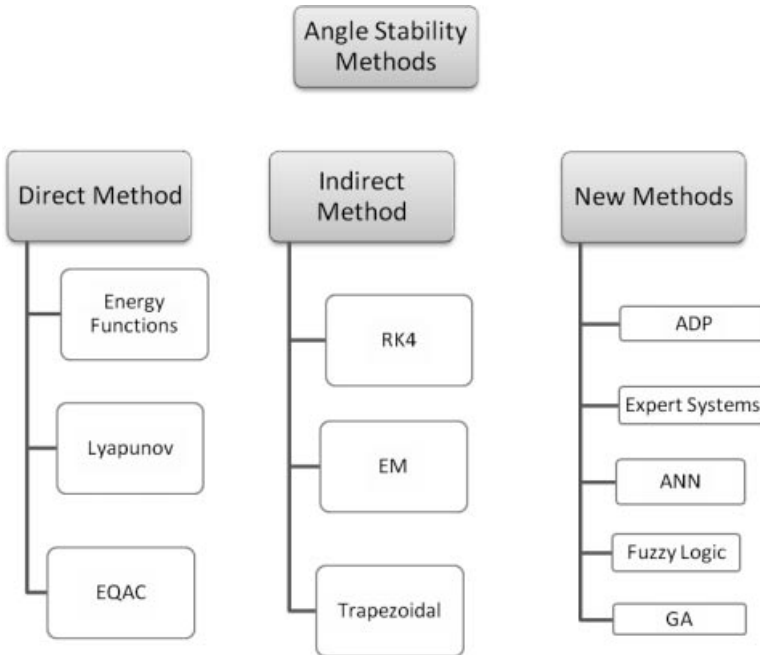 Angle Stability
Methods
Direct Method
Energy
Functions
Lyapunov
EQAC
Indirect
Method
RK4
EM
Trapezoidal
New Methods
ADP
Expert Systems
ANN
Fuzzy Logic
GA